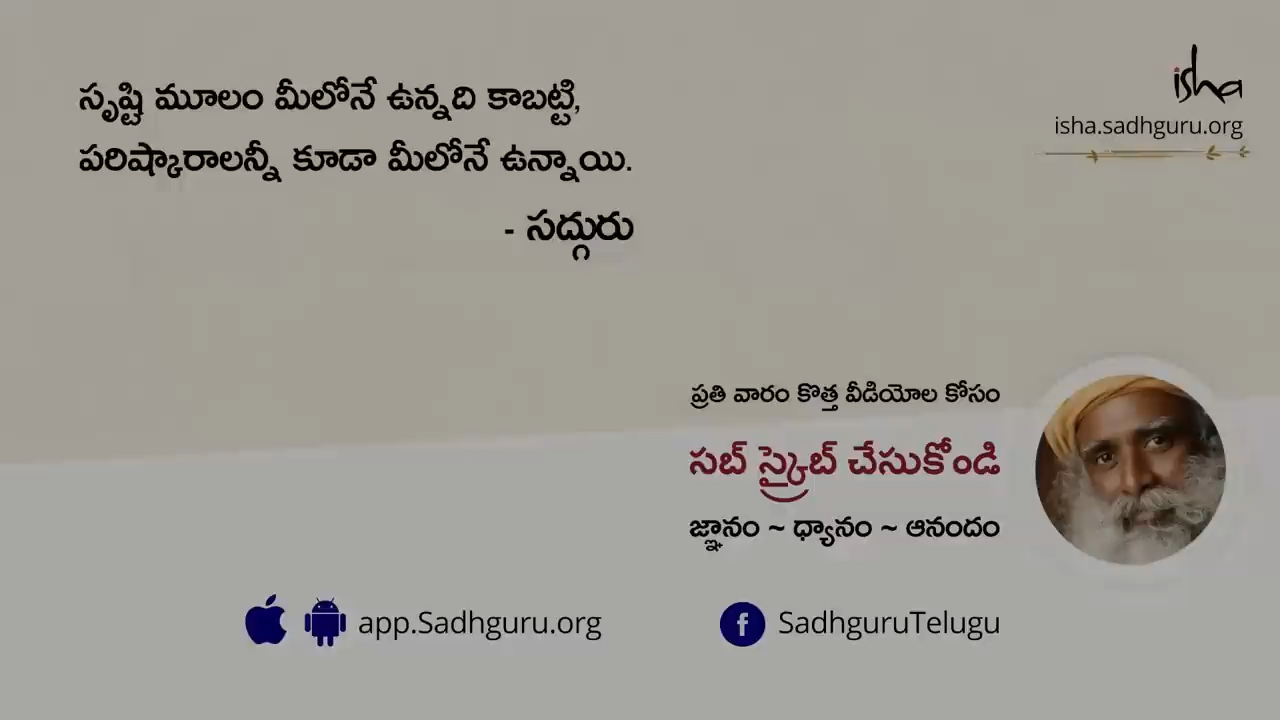 సృష్టి మూలం మీలోనే ఉన్నది కాబట్టి,
పరిష్కారాలన్నీ కూడా మీలోనే ఉన్నాయి.
- సద్గురు
isha
isha.sadhguru.org
ప్రతి వారం కొత్త వీడియోల కోసం
సబ్ స్క్రైబ్ చేసుకోండి
జ్ఞానం ~ ధ్యానం ~ ఆనందం
app.Sadhguru.org
SadhguruTelugu